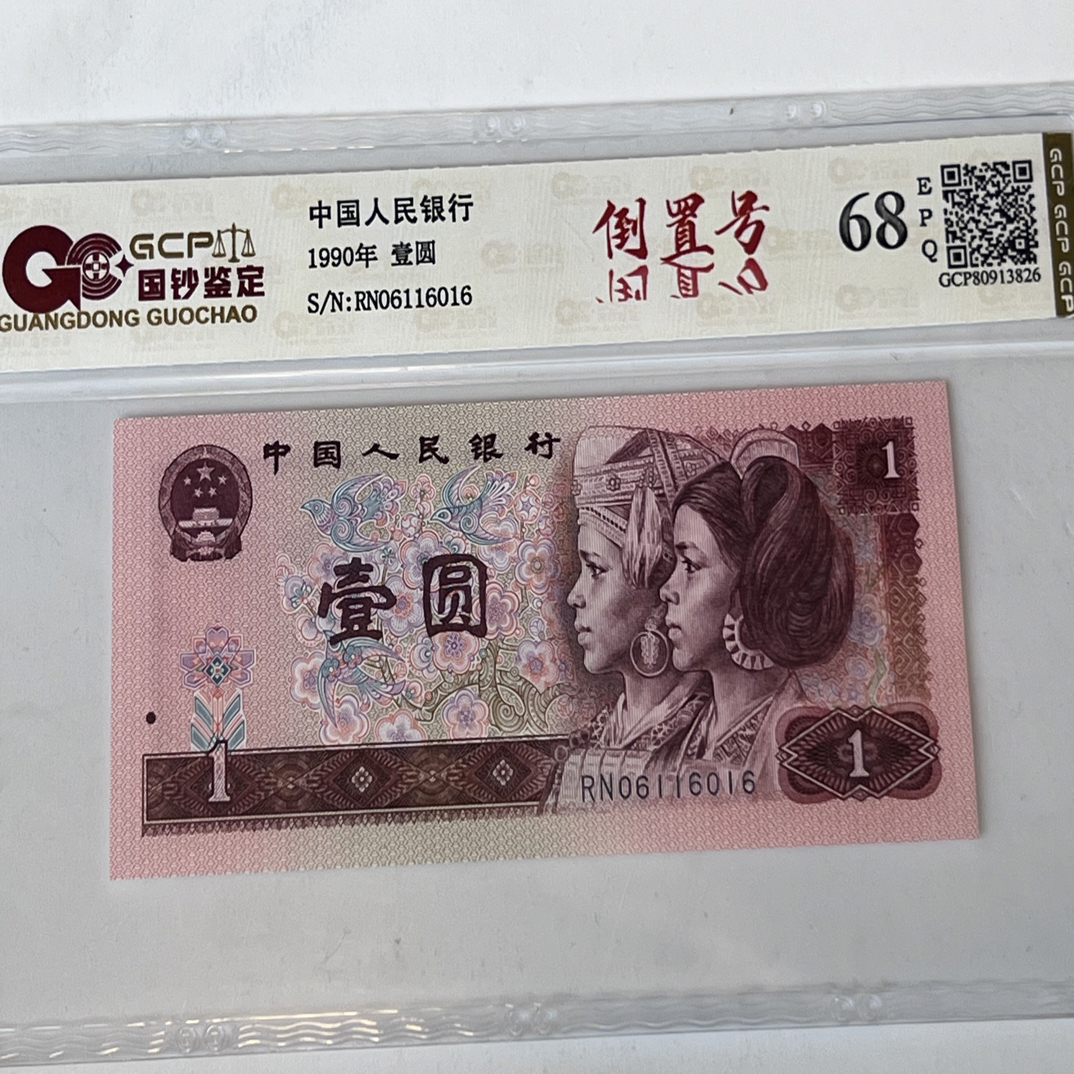 GCP
国钞鉴定
GUANGDONG GUOCHAO
中国人民银行
1990年 壹圆
S/N:RN06116016
倒置号
68
EPQ
GCP80913826
GCP GCP GCP
中国人民银行
1
壹圆
1
1
RN06116016